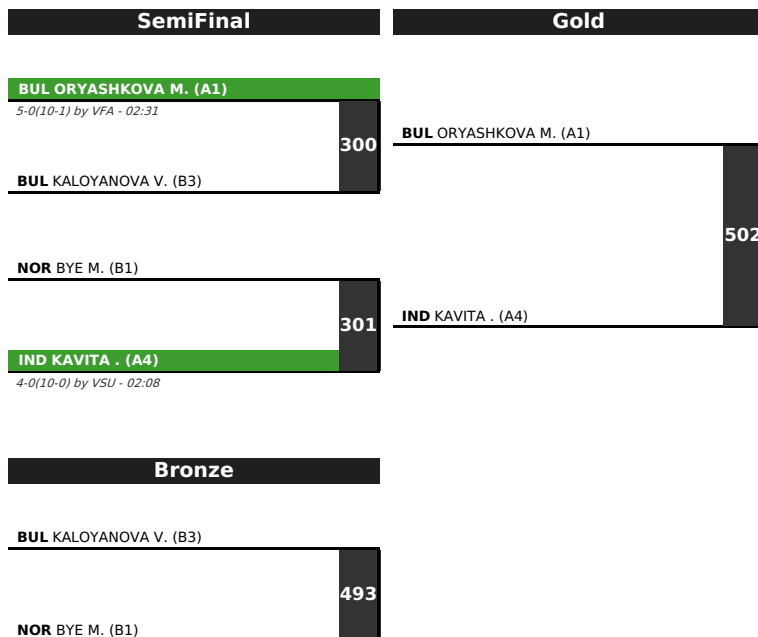 SemiFinal
Gold
BUL ORYASHKOVA M. (A1)
5-0(10-1) by VFA - 02:31
BUL ORYASHKOVA M. (A1)
300
BUL KALOYANOVA V. (B3)
502
NOR BYE M. (B1)
IND KAVITA . (A4)
301
IND KAVITA . (A4)
4-0(10-0) by VSU - 02:08
Bronze
BUL KALOYANOVA V. (B3)
493
NOR BYE M. (B1)